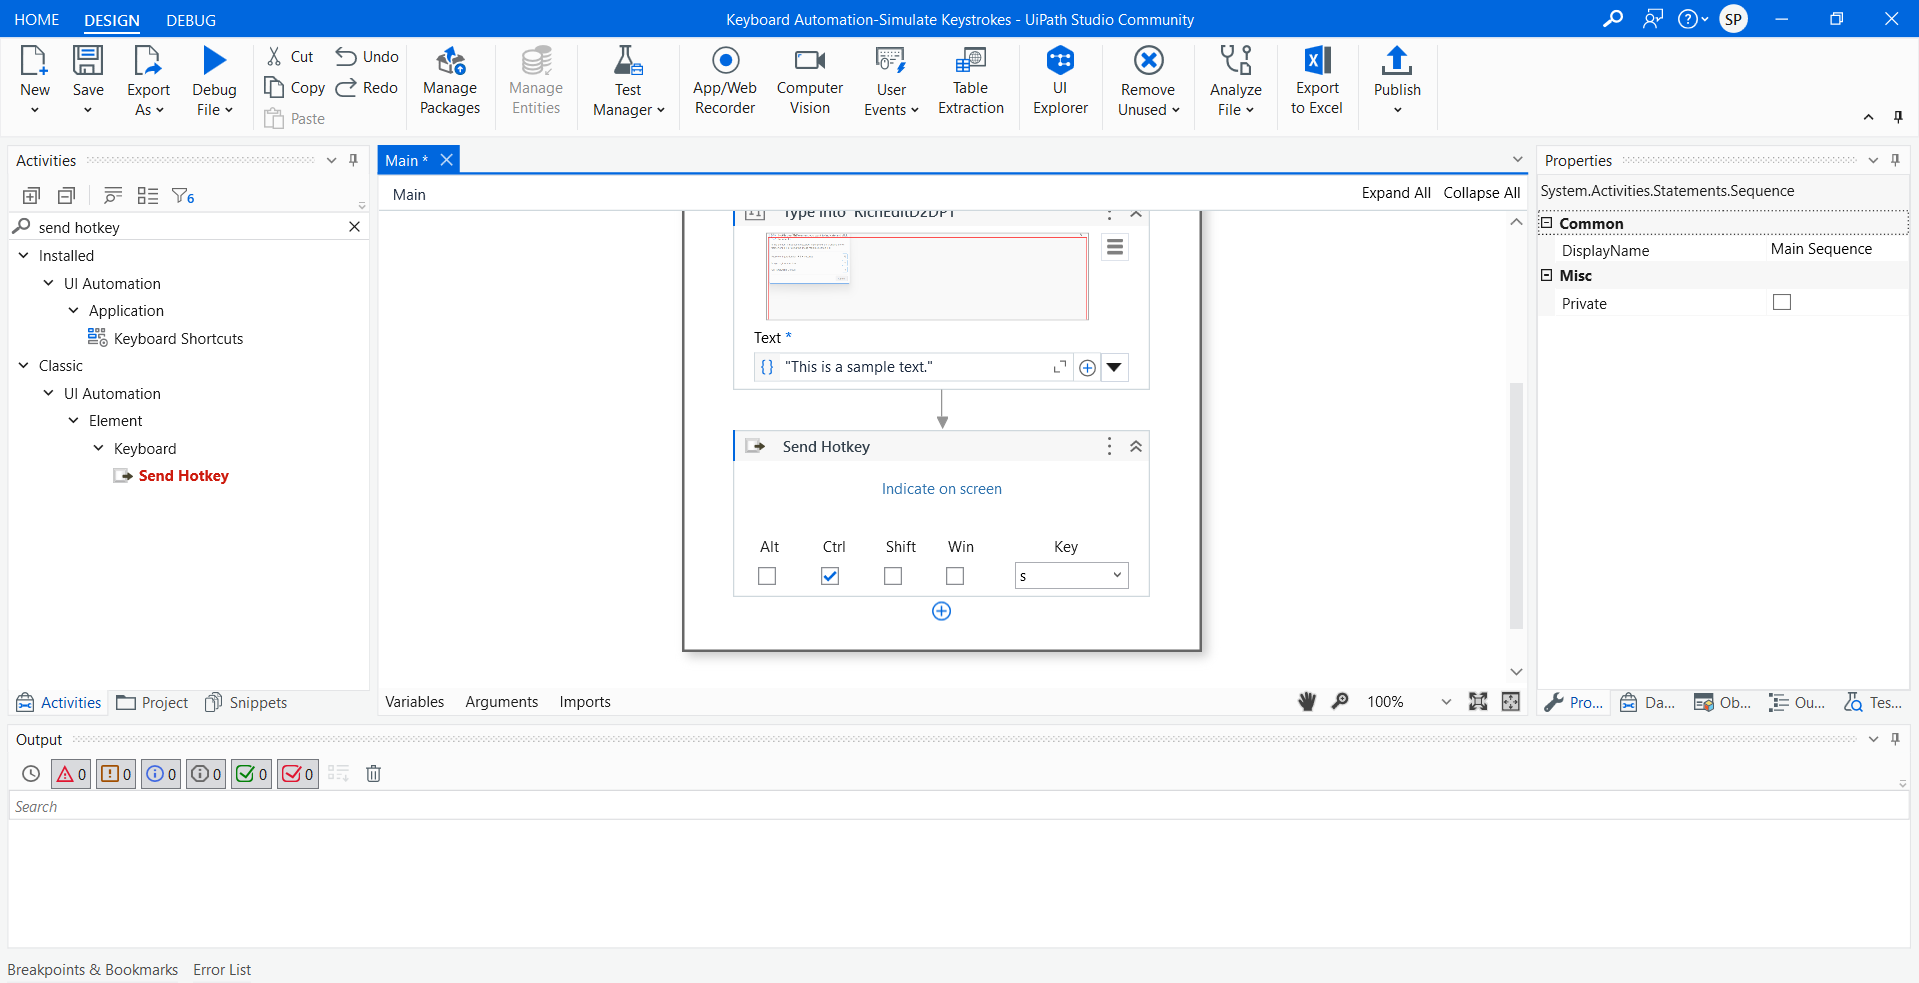 HOME DESIGN DEBUG
Keyboard Automation-Simulate Keystrokes - UiPath Studio Community
SP
New
Save
Export As
Debug File
Cut
Copy
Paste
Undo
Redo
Manage Packages
Manage Entities
Test Manager
App/Web Recorder
Computer Vision
User Events
Table Extraction
UI Explorer
Remove Unused
Analyze File
Export to Excel
Publish
Activities
6
send hotkey
Installed
UI Automation
Application
Keyboard Shortcuts
Classic
UI Automation
Element
Keyboard
Send Hotkey
Activities Project Snippets
Main *
Main
Expand All Collapse All
Type Into 'RichEditD2DPT'
Text *
{} "This is a sample text."
Send Hotkey
Indicate on screen
Alt Ctrl Shift Win Key
s
Variables Arguments Imports
100%
Properties
System.Activities.Statements.Sequence
Common
DisplayName Main Sequence
Misc
Private
Pro... Da... Ob... Ou... Tes...
Output
0 0 0 0 0 0
Search
Breakpoints & Bookmarks Error List